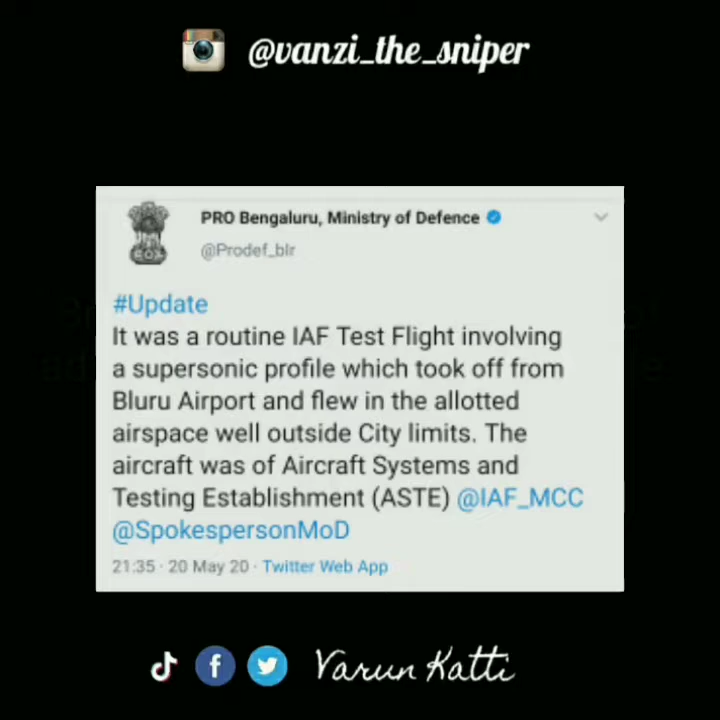 @vanzi_the_sniper
PRO Bengaluru, Ministry of Defence
@Prodef_blr
#Update
It was a routine IAF Test Flight involving
a supersonic profile which took off from
Bluru Airport and flew in the allotted
airspace well outside City limits. The
aircraft was of Aircraft Systems and
Testing Establishment (ASTE) @IAF_MCC
@SpokespersonMoD
21:35 · 20 May 20 · Twitter Web App
Varun Katti